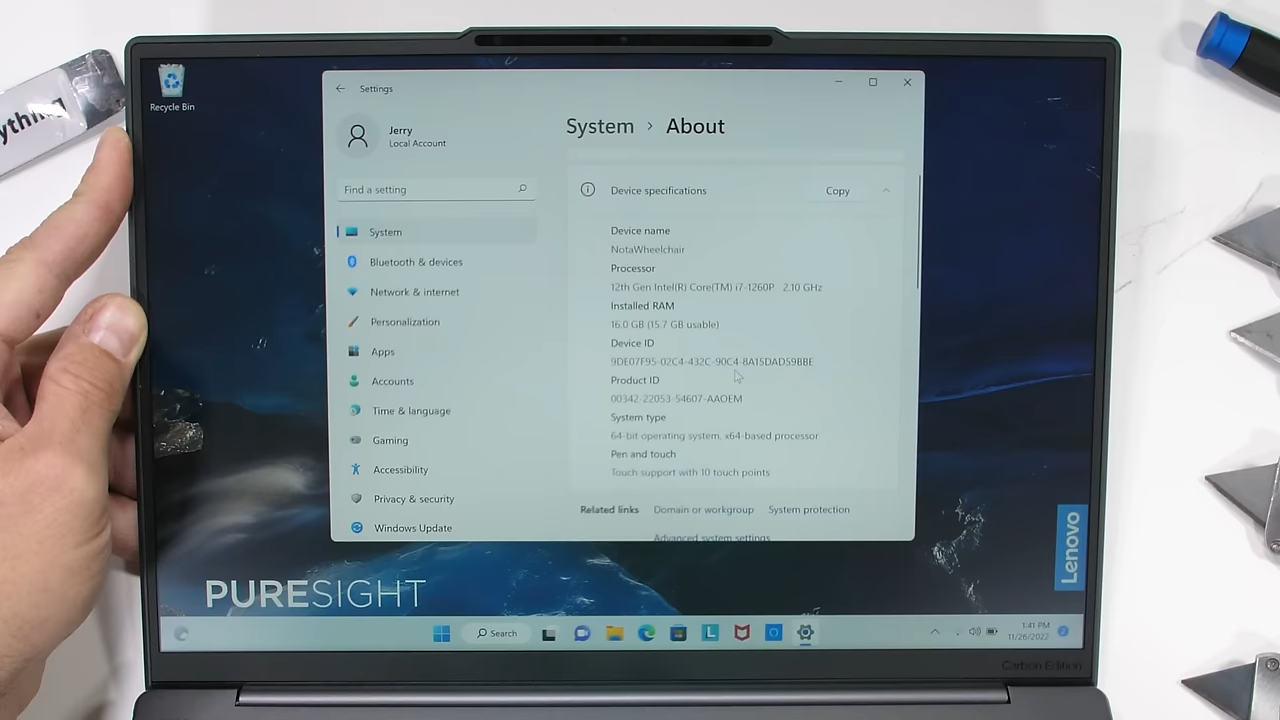 Recycle Bin
Settings
Jerry
Local Account
Find a setting
System
Bluetooth & devices
Network & internet
Personalization
Apps
Accounts
Time & language
Gaming
Accessibility
Privacy & security
Windows Update
System › About
Device specifications
Copy
Device name
NotaWheelchair
Processor
12th Gen Intel(R) Core(TM) i7-1260P 2.10 GHz
Installed RAM
16.0 GB (15.7 GB usable)
Device ID
9DE07F95-02C4-432C-90C4-8A15DAD59BBE
Product ID
00342-22053-54607-AAOEM
System type
64-bit operating system, x64-based processor
Pen and touch
Touch support with 10 touch points
Related links Domain or workgroup System protection
Advanced system settings
Lenovo
PURESIGHT
Search
L
1:41 PM
11/26/2022
Carbon Edition